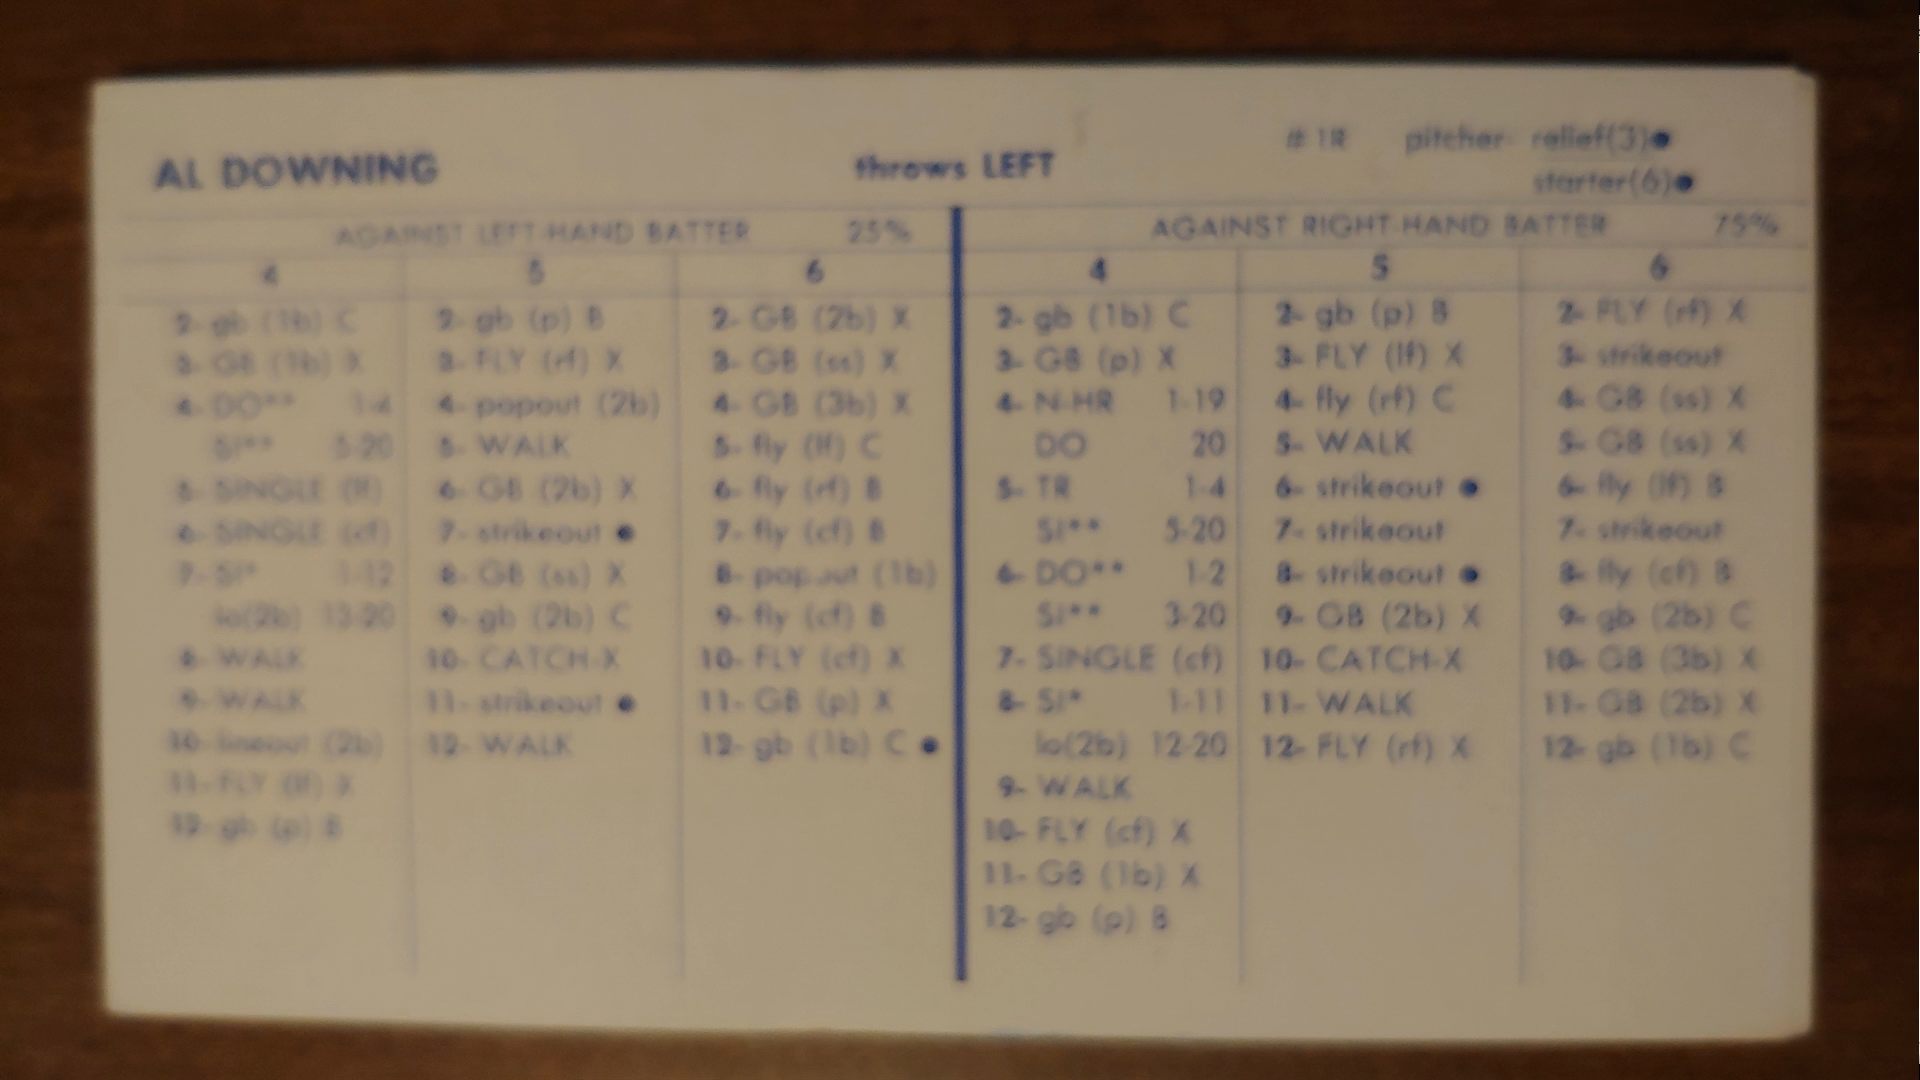 AL DOWNING throws LEFT # 1R pitcher- relief(3)●
starter(6)●
AGAINST LEFT-HAND BATTER 25%
4
2- gb (1b) C
3- GB (1b) X
4- DO** 1-4
SI** 5-20
5- SINGLE (lf)
6- SINGLE (cf)
7- SI* 1-12
lo(2b) 13-20
8- WALK
9- WALK
10- lineout (2b)
11- FLY (lf) X
12- gb (p) B
5
2- gb (p) B
3- FLY (rf) X
4- popout (2b)
5- WALK
6- GB (2b) X
7- strikeout ●
8- GB (ss) X
9- gb (2b) C
10- CATCH-X
11- strikeout ●
12- WALK
6
2- GB (2b) X
3- GB (ss) X
4- GB (3b) X
5- fly (lf) C
6- fly (rf) B
7- fly (cf) B
8- popout (1b)
9- fly (cf) B
10- FLY (cf) X
11- GB (p) X
12- gb (1b) C ●
AGAINST RIGHT-HAND BATTER 75%
4
2- gb (1b) C
3- GB (p) X
4- N-HR 1-19
DO 20
5- TR 1-4
SI** 5-20
6- DO** 1-2
SI** 3-20
7- SINGLE (cf)
8- SI* 1-11
lo(2b) 12-20
9- WALK
10- FLY (cf) X
11- GB (1b) X
12- gb (p) B
5
2- gb (p) B
3- FLY (lf) X
4- fly (rf) C
5- WALK
6- strikeout ●
7- strikeout
8- strikeout ●
9- GB (2b) X
10- CATCH-X
11- WALK
12- FLY (rf) X
6
2- FLY (rf) X
3- strikeout
4- GB (ss) X
5- GB (ss) X
6- fly (lf) B
7- strikeout
8- fly (cf) B
9- gb (2b) C
10- GB (3b) X
11- GB (2b) X
12- gb (1b) C